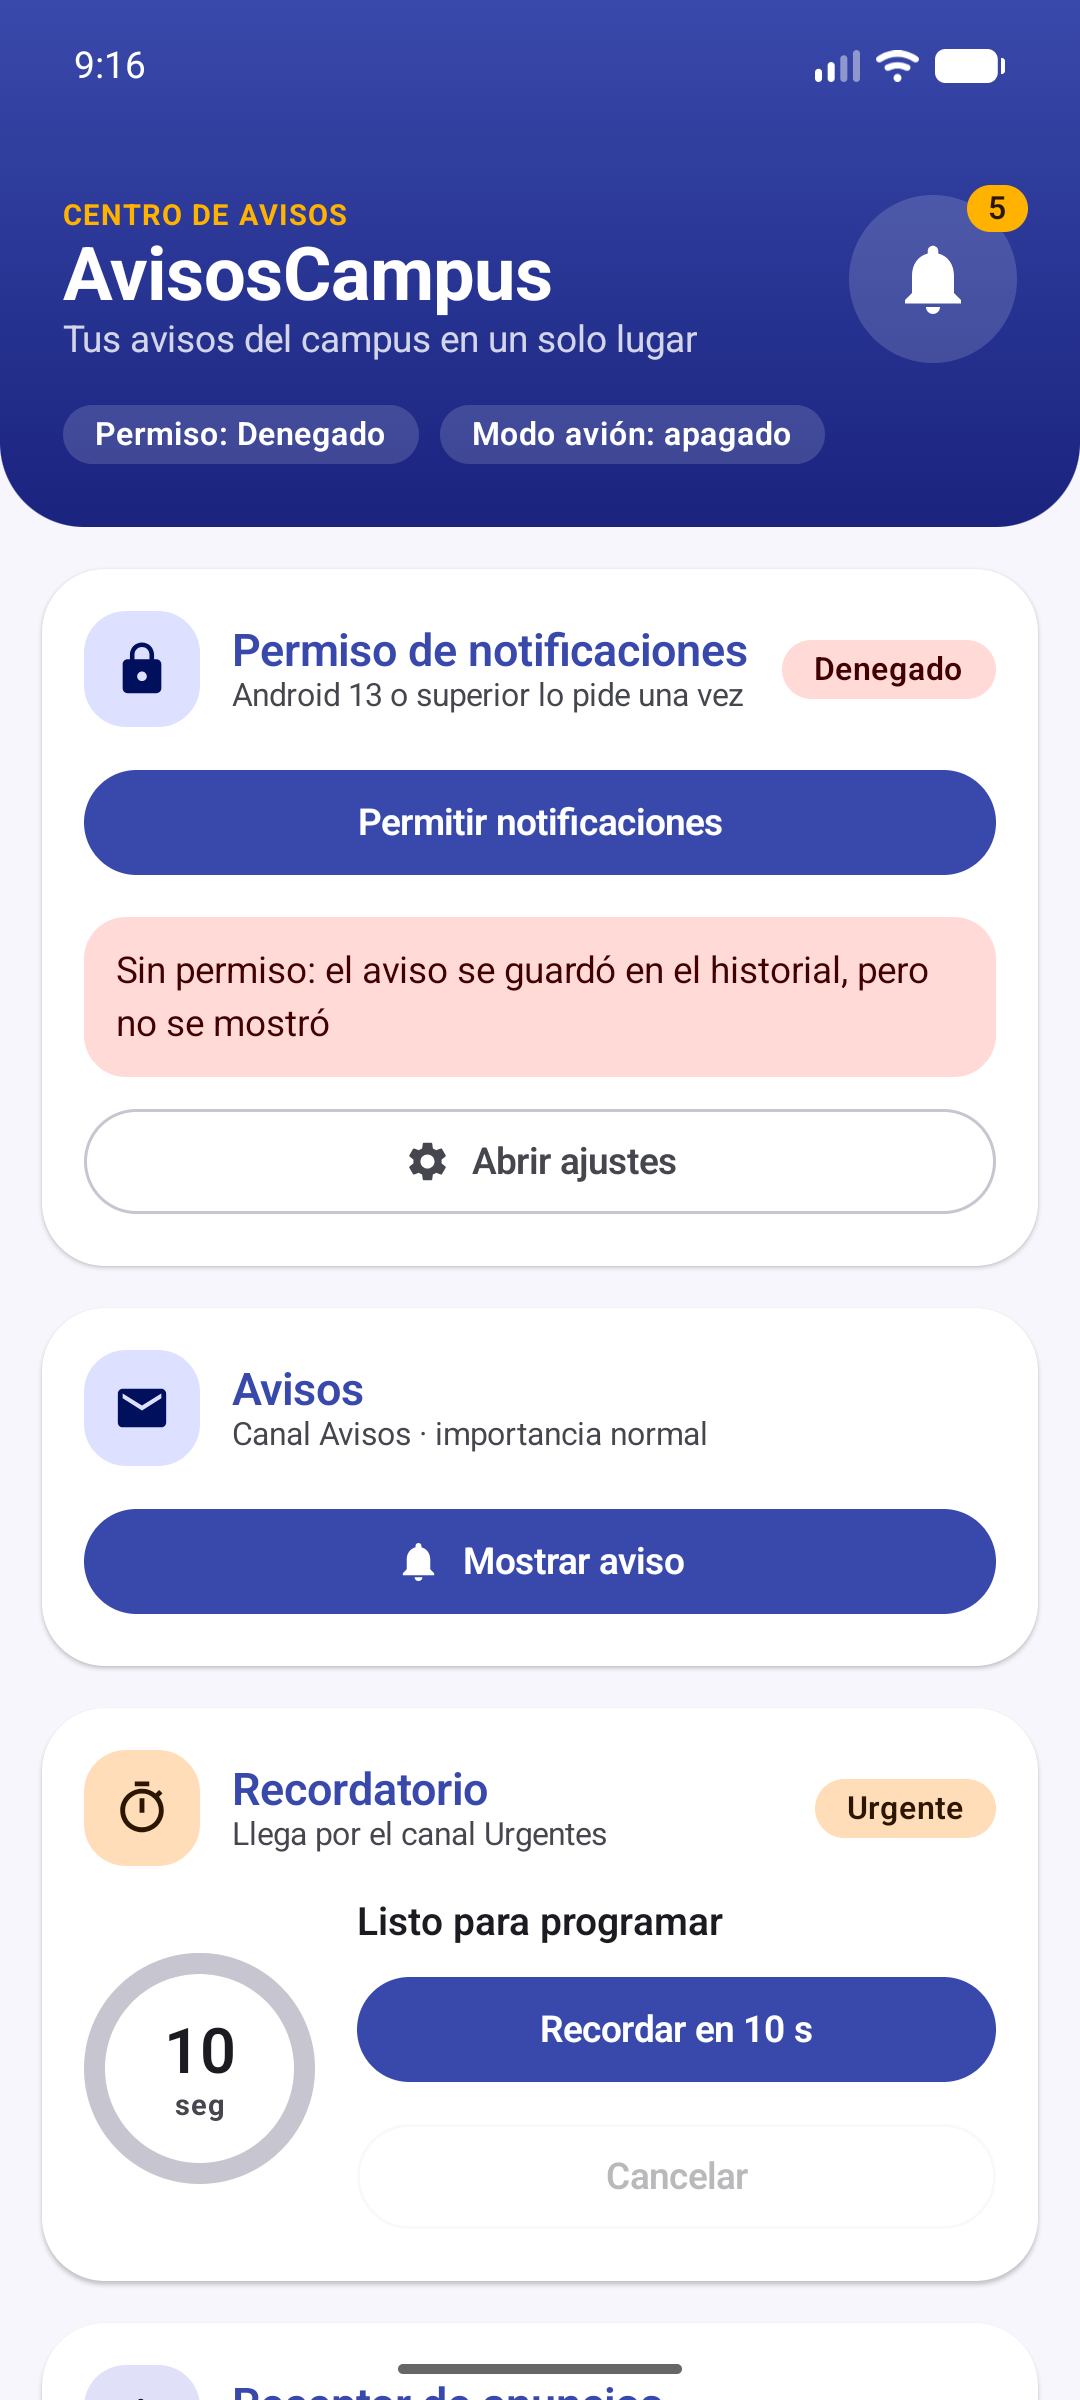 9:16
CENTRO DE AVISOS
5
AvisosCampus
Tus avisos del campus en un solo lugar
Permiso: Denegado
Modo avión: apagado
Permiso de notificaciones
Android 13 o superior lo pide una vez
Denegado
Permitir notificaciones
Sin permiso: el aviso se guardó en el historial, pero
no se mostró
Abrir ajustes
Avisos
Canal Avisos · importancia normal
Mostrar aviso
Recordatorio
Llega por el canal Urgentes
Urgente
Listo para programar
10
seg
Recordar en 10 s
Cancelar
Receptor de anuncios